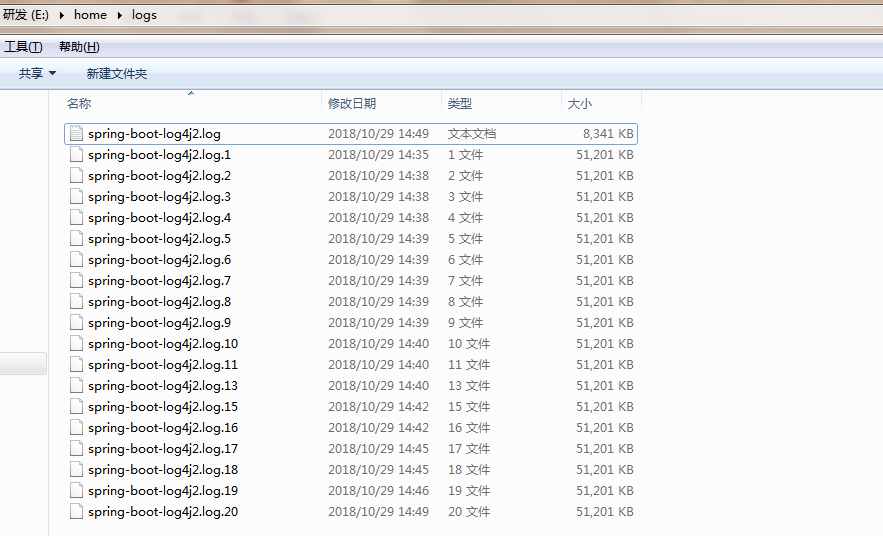 研发 (E:) ▸ home ▸ logs
工具(T) 帮助(H)
共享 ▼ 新建文件夹
名称 修改日期 类型 大小
spring-boot-log4j2.log 2018/10/29 14:49 文本文档 8,341 KB
spring-boot-log4j2.log.1 2018/10/29 14:35 1 文件 51,201 KB
spring-boot-log4j2.log.2 2018/10/29 14:38 2 文件 51,201 KB
spring-boot-log4j2.log.3 2018/10/29 14:38 3 文件 51,201 KB
spring-boot-log4j2.log.4 2018/10/29 14:38 4 文件 51,201 KB
spring-boot-log4j2.log.5 2018/10/29 14:39 5 文件 51,201 KB
spring-boot-log4j2.log.6 2018/10/29 14:39 6 文件 51,201 KB
spring-boot-log4j2.log.7 2018/10/29 14:39 7 文件 51,201 KB
spring-boot-log4j2.log.8 2018/10/29 14:39 8 文件 51,201 KB
spring-boot-log4j2.log.9 2018/10/29 14:39 9 文件 51,201 KB
spring-boot-log4j2.log.10 2018/10/29 14:40 10 文件 51,201 KB
spring-boot-log4j2.log.11 2018/10/29 14:40 11 文件 51,201 KB
spring-boot-log4j2.log.13 2018/10/29 14:40 13 文件 51,201 KB
spring-boot-log4j2.log.15 2018/10/29 14:42 15 文件 51,201 KB
spring-boot-log4j2.log.16 2018/10/29 14:42 16 文件 51,201 KB
spring-boot-log4j2.log.17 2018/10/29 14:45 17 文件 51,201 KB
spring-boot-log4j2.log.18 2018/10/29 14:45 18 文件 51,201 KB
spring-boot-log4j2.log.19 2018/10/29 14:46 19 文件 51,201 KB
spring-boot-log4j2.log.20 2018/10/29 14:49 20 文件 51,201 KB